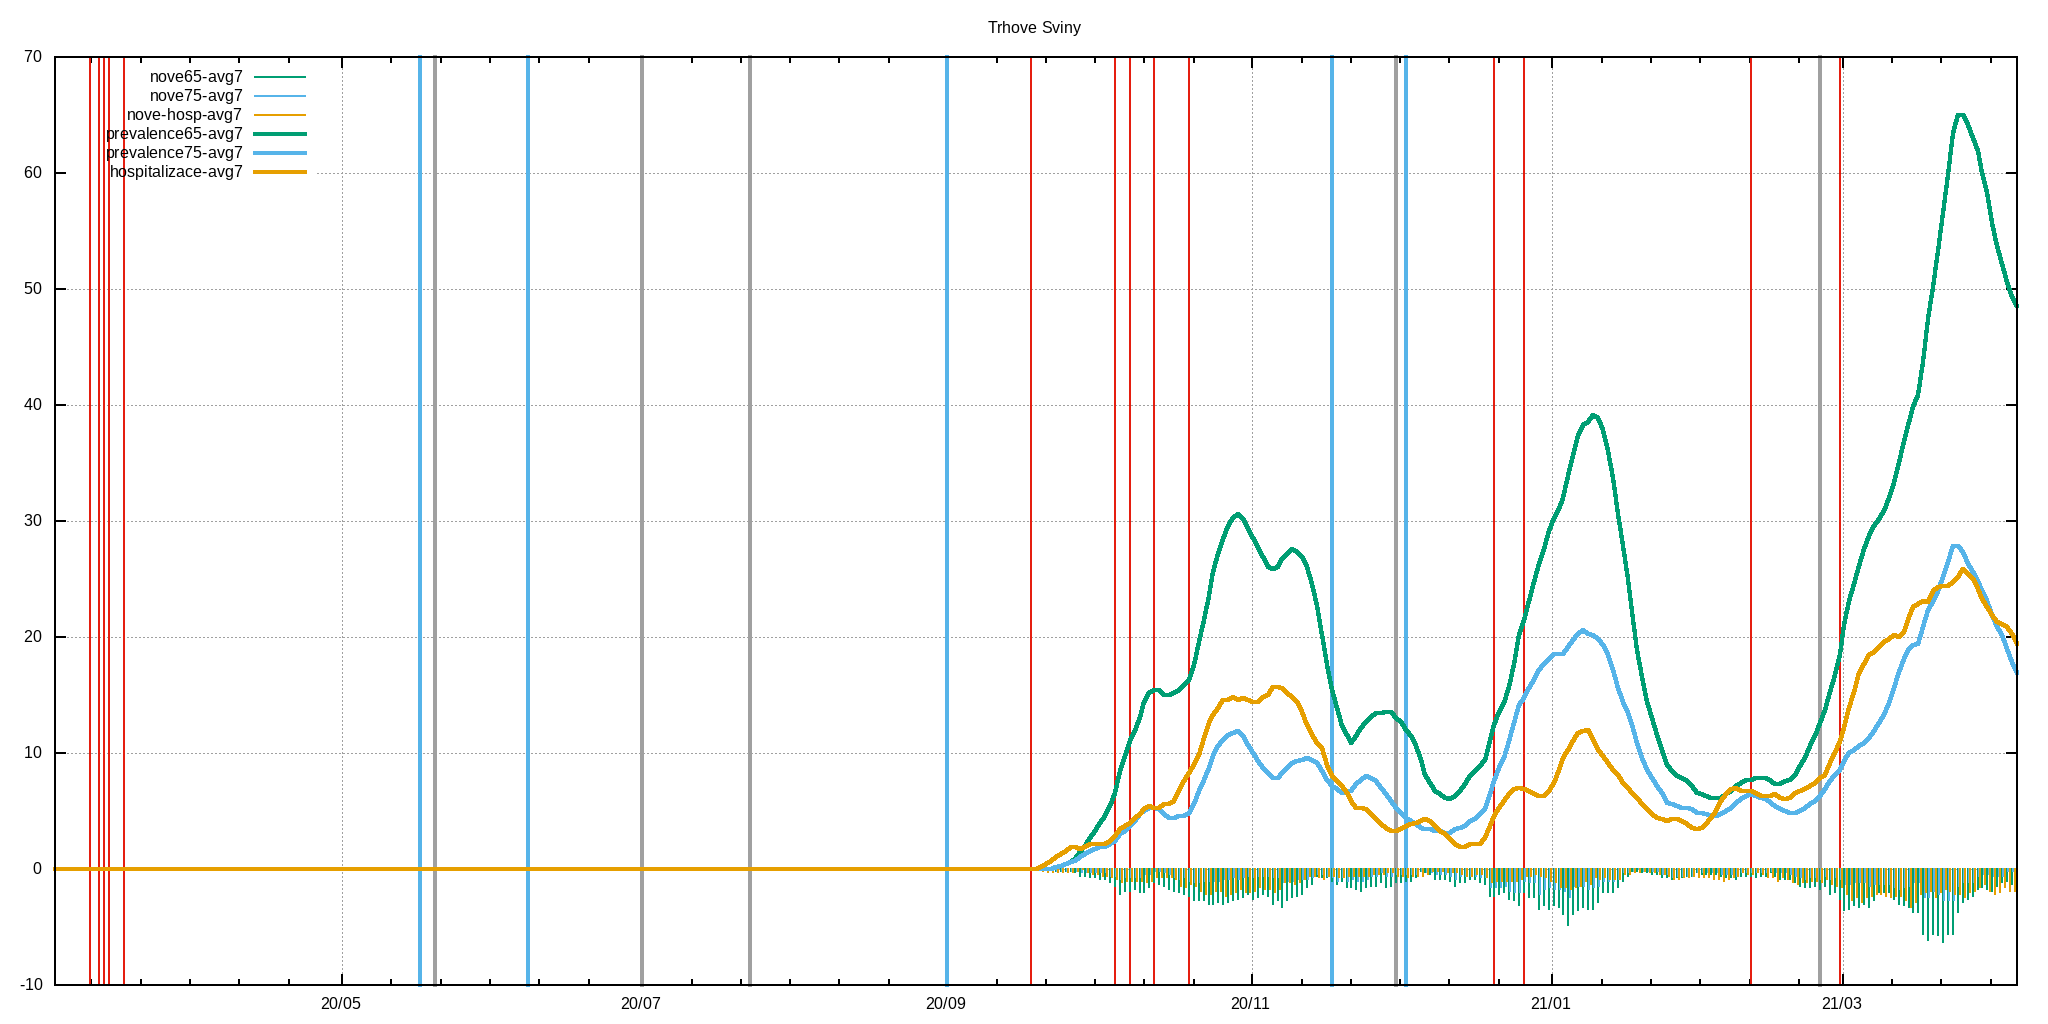 Trhove Sviny
70
60
50
40
30
20
10
0
-10
nove65-avg7
nove75-avg7
nove-hosp-avg7
prevalence65-avg7
prevalence75-avg7
hospitalizace-avg7
20/05 20/07 20/09 20/11 21/01 21/03